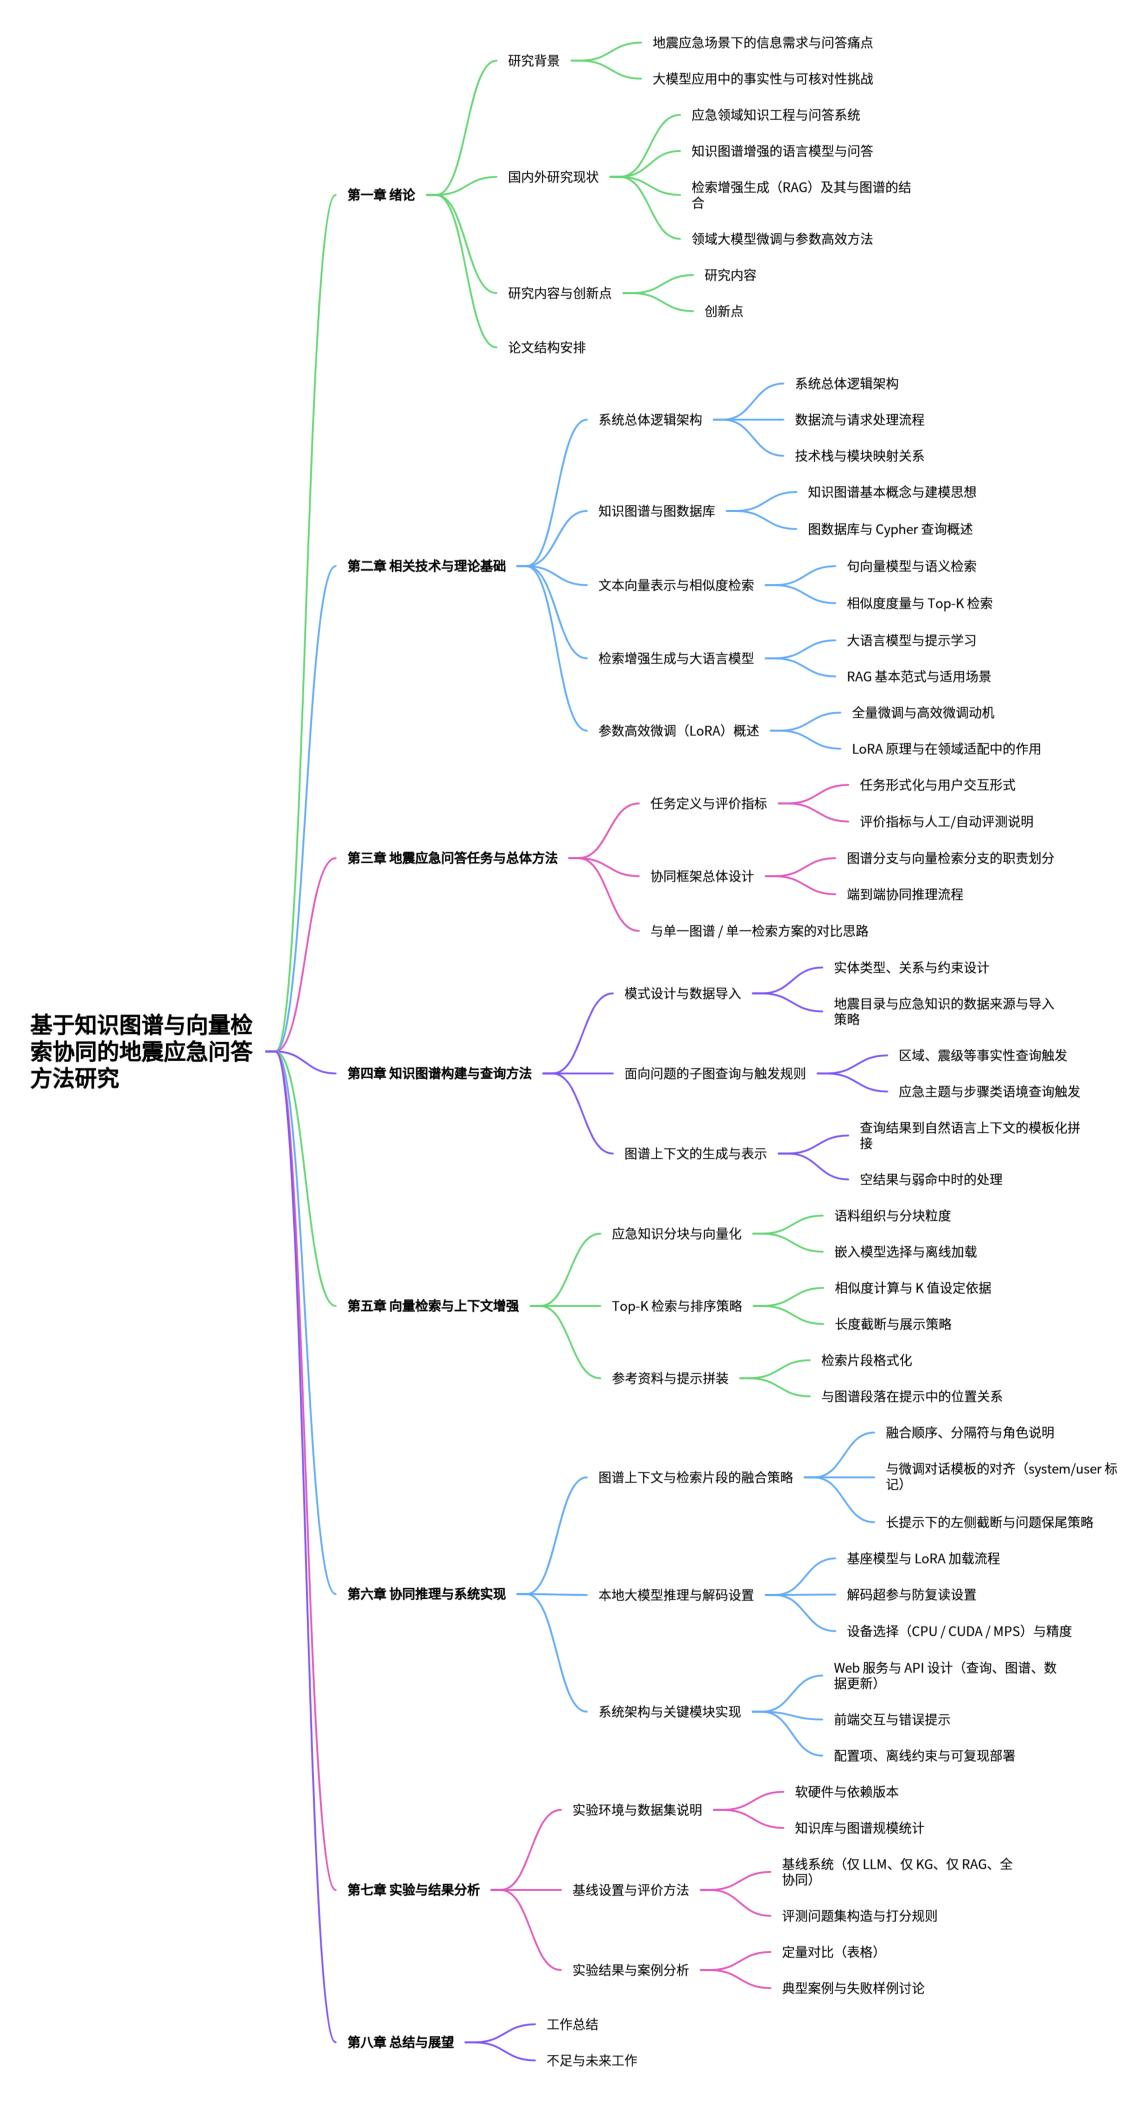 基于知识图谱与向量检
索协同的地震应急问答
方法研究
第一章 绪论
研究背景
地震应急场景下的信息需求与问答痛点
大模型应用中的事实性与可核对性挑战
国内外研究现状
应急领域知识工程与问答系统
知识图谱增强的语言模型与问答
检索增强生成（RAG）及其与图谱的结
合
领域大模型微调与参数高效方法
研究内容与创新点
研究内容
创新点
论文结构安排
第二章 相关技术与理论基础
系统总体逻辑架构
系统总体逻辑架构
数据流与请求处理流程
技术栈与模块映射关系
知识图谱与图数据库
知识图谱基本概念与建模思想
图数据库与 Cypher 查询概述
文本向量表示与相似度检索
句向量模型与语义检索
相似度度量与 Top-K 检索
检索增强生成与大语言模型
大语言模型与提示学习
RAG 基本范式与适用场景
参数高效微调（LoRA）概述
全量微调与高效微调动机
LoRA 原理与在领域适配中的作用
第三章 地震应急问答任务与总体方法
任务定义与评价指标
任务形式化与用户交互形式
评价指标与人工/自动评测说明
协同框架总体设计
图谱分支与向量检索分支的职责划分
端到端协同推理流程
与单一图谱 / 单一检索方案的对比思路
第四章 知识图谱构建与查询方法
模式设计与数据导入
实体类型、关系与约束设计
地震目录与应急知识的数据来源与导入
策略
面向问题的子图查询与触发规则
区域、震级等事实性查询触发
应急主题与步骤类语境查询触发
图谱上下文的生成与表示
查询结果到自然语言上下文的模板化拼
接
空结果与弱命中时的处理
第五章 向量检索与上下文增强
应急知识分块与向量化
语料组织与分块粒度
嵌入模型选择与离线加载
Top-K 检索与排序策略
相似度计算与 K 值设定依据
长度截断与展示策略
参考资料与提示拼装
检索片段格式化
与图谱段落在提示中的位置关系
第六章 协同推理与系统实现
图谱上下文与检索片段的融合策略
融合顺序、分隔符与角色说明
与微调对话模板的对齐（system/user 标
记）
长提示下的左侧截断与问题保尾策略
本地大模型推理与解码设置
基座模型与 LoRA 加载流程
解码超参与防复读设置
设备选择（CPU / CUDA / MPS）与精度
系统架构与关键模块实现
Web 服务与 API 设计（查询、图谱、数
据更新）
前端交互与错误提示
配置项、离线约束与可复现部署
第七章 实验与结果分析
实验环境与数据集说明
软硬件与依赖版本
知识库与图谱规模统计
基线设置与评价方法
基线系统（仅 LLM、仅 KG、仅 RAG、全
协同）
评测问题集构造与打分规则
实验结果与案例分析
定量对比（表格）
典型案例与失败样例讨论
第八章 总结与展望
工作总结
不足与未来工作